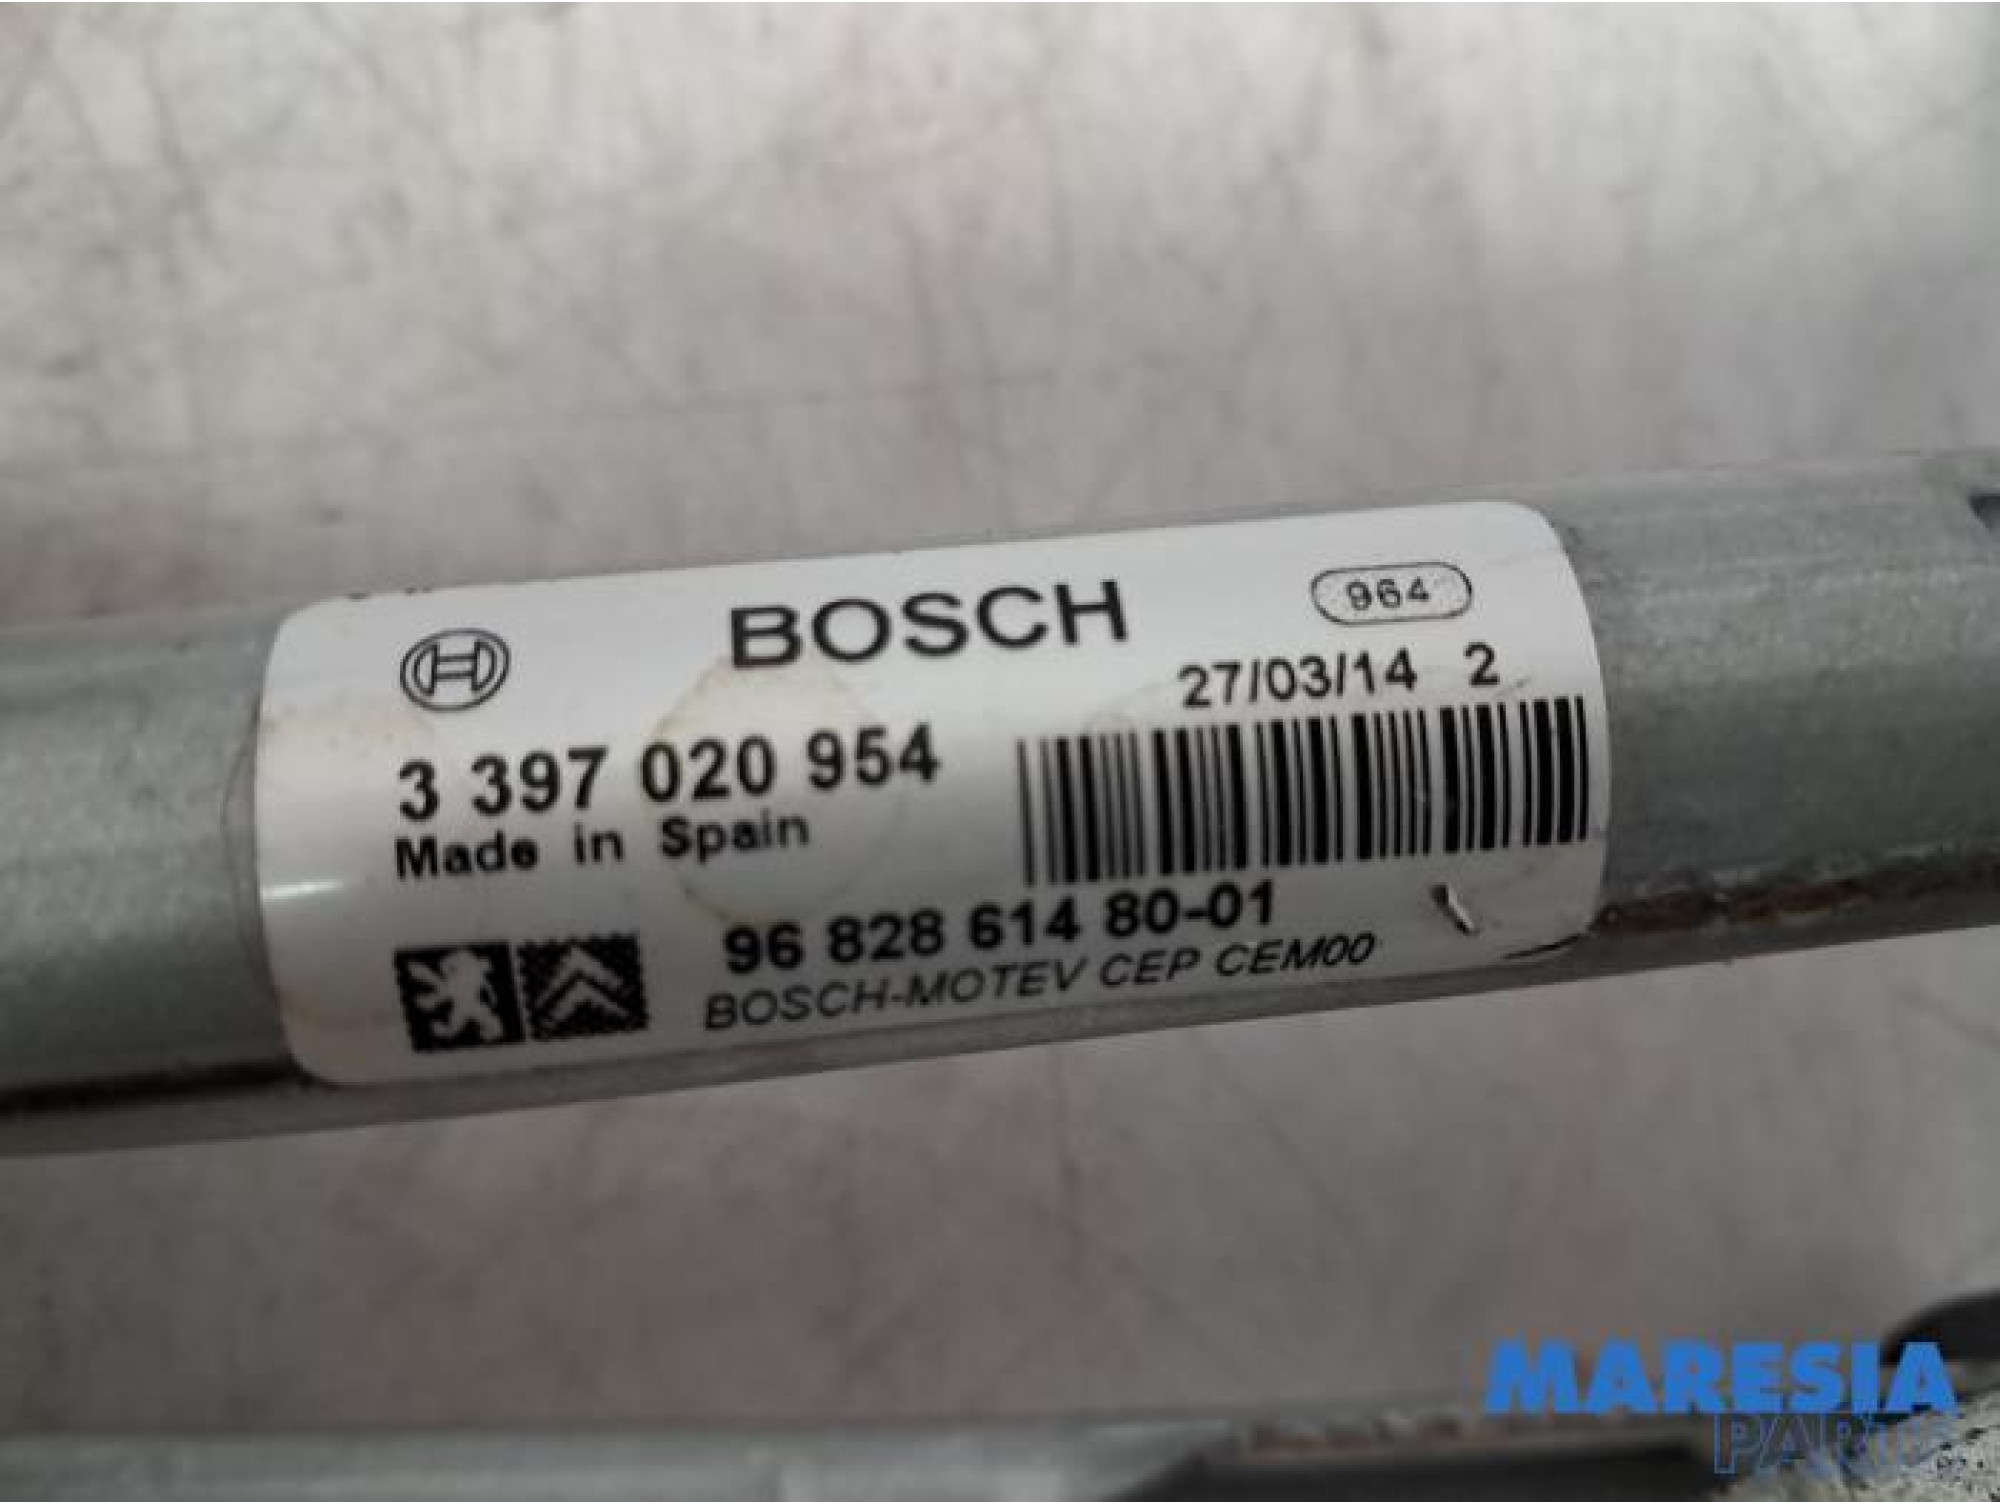 BOSCH
964
27/03/14 2
3 397 020 954
Made in Spain
96 828 614 80-01
BOSCH-MOTEV CEP CEM00
MARESIA
PARTS